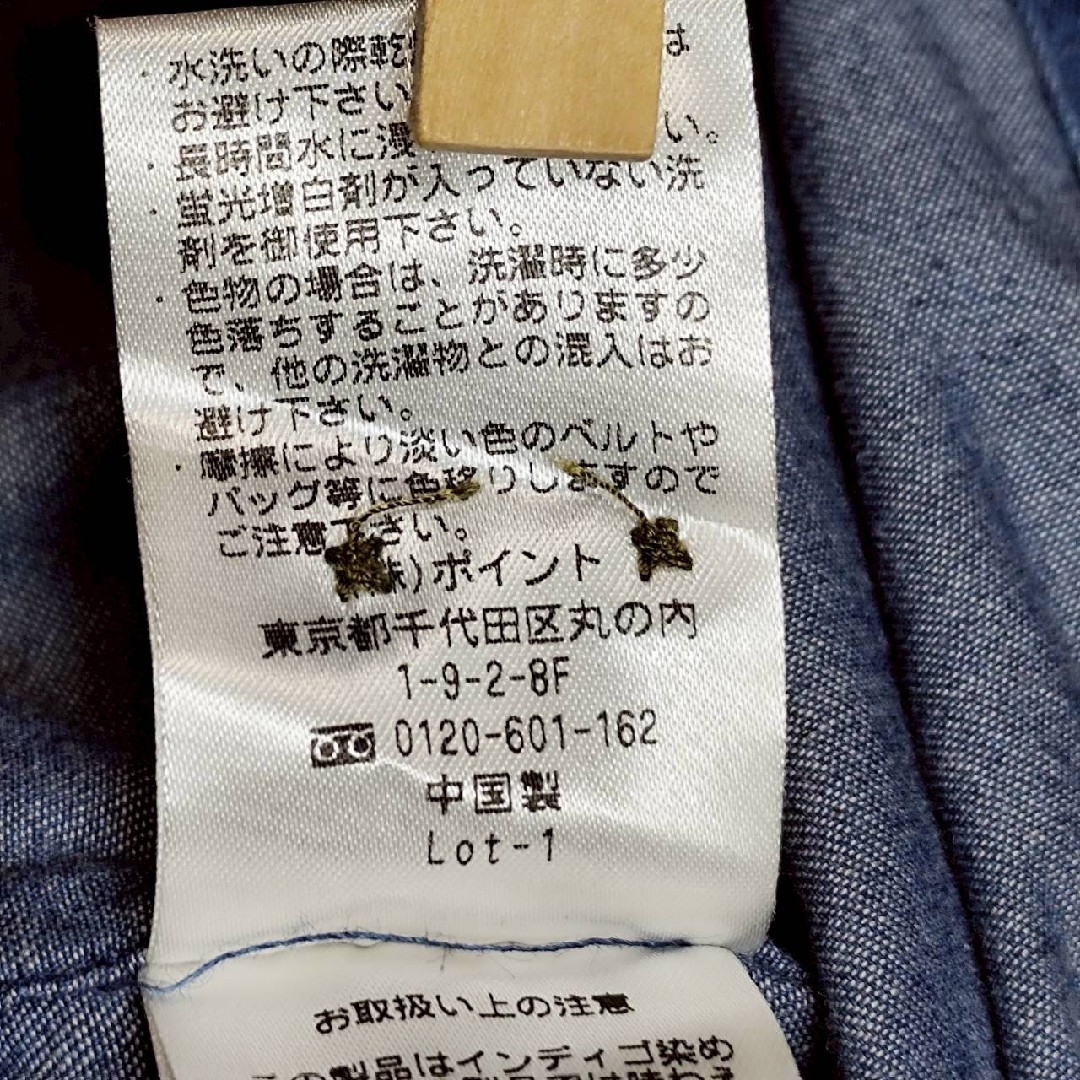 ・水洗いの際乾 は
お避け下さい
・長時間水に浸 い。
・蛍光増白剤が入っていない洗
剤を御使用下さい。
・色物の場合は、洗濯時に多少
色落ちすることがありますの
で、他の洗濯物との混入はお
避け下さい。
・摩擦により淡い色のベルトや
バッグ等に色移りしますので
ご注意下さい。
株)ポイント
東京都千代田区丸の内
1-9-2-8F
0120-601-162
中国製
Lot-1
お取扱い上の注意
この製品はインディゴ染め